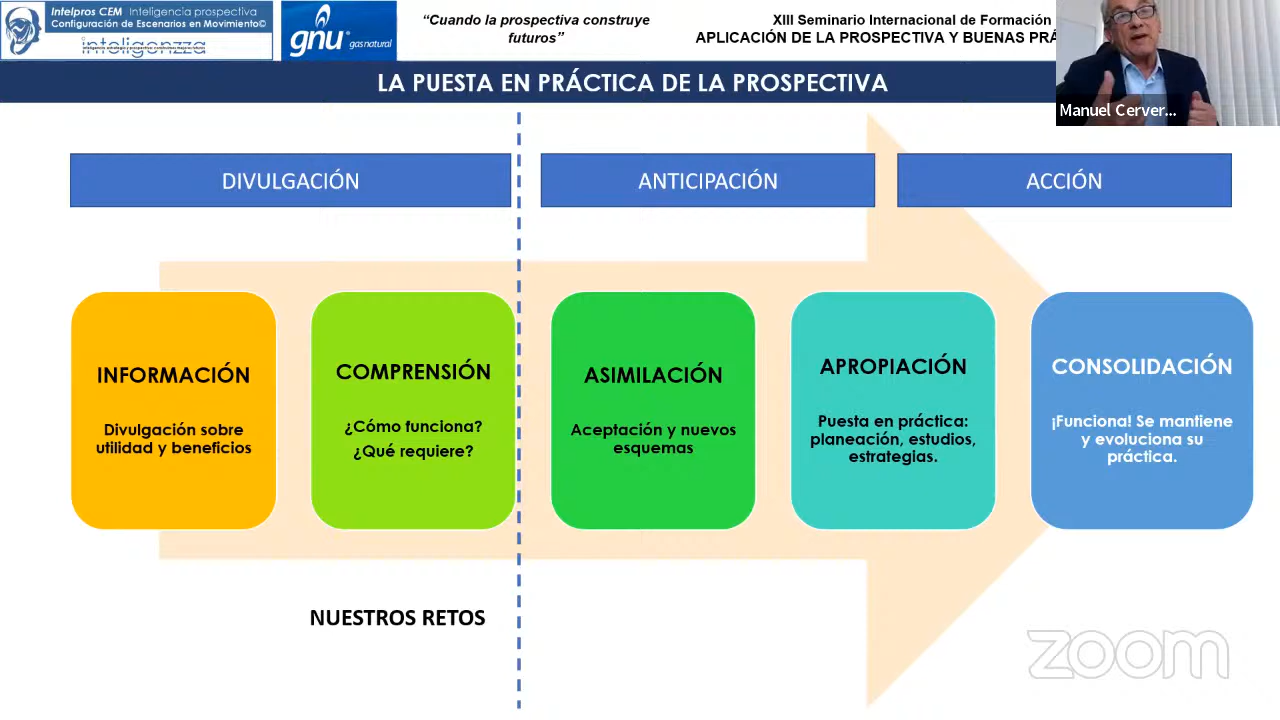 Intelpros CEM Inteligencia prospectiva
Configuración de Escenarios en Movimiento©
inteligenzza
gnu® gas natural
“Cuando la prospectiva construye
futuros”
XIII Seminario Internacional de Formación
APLICACIÓN DE LA PROSPECTIVA Y BUENAS PRÁ
LA PUESTA EN PRÁCTICA DE LA PROSPECTIVA
Manuel Cerver...
DIVULGACIÓN
ANTICIPACIÓN
ACCIÓN
INFORMACIÓN
Divulgación sobre
utilidad y beneficios
COMPRENSIÓN
¿Cómo funciona?
¿Qué requiere?
ASIMILACIÓN
Aceptación y nuevos
esquemas
APROPIACIÓN
Puesta en práctica:
planeación, estudios,
estrategias.
CONSOLIDACIÓN
¡Funciona! Se mantiene
y evoluciona su
práctica.
NUESTROS RETOS
zoom